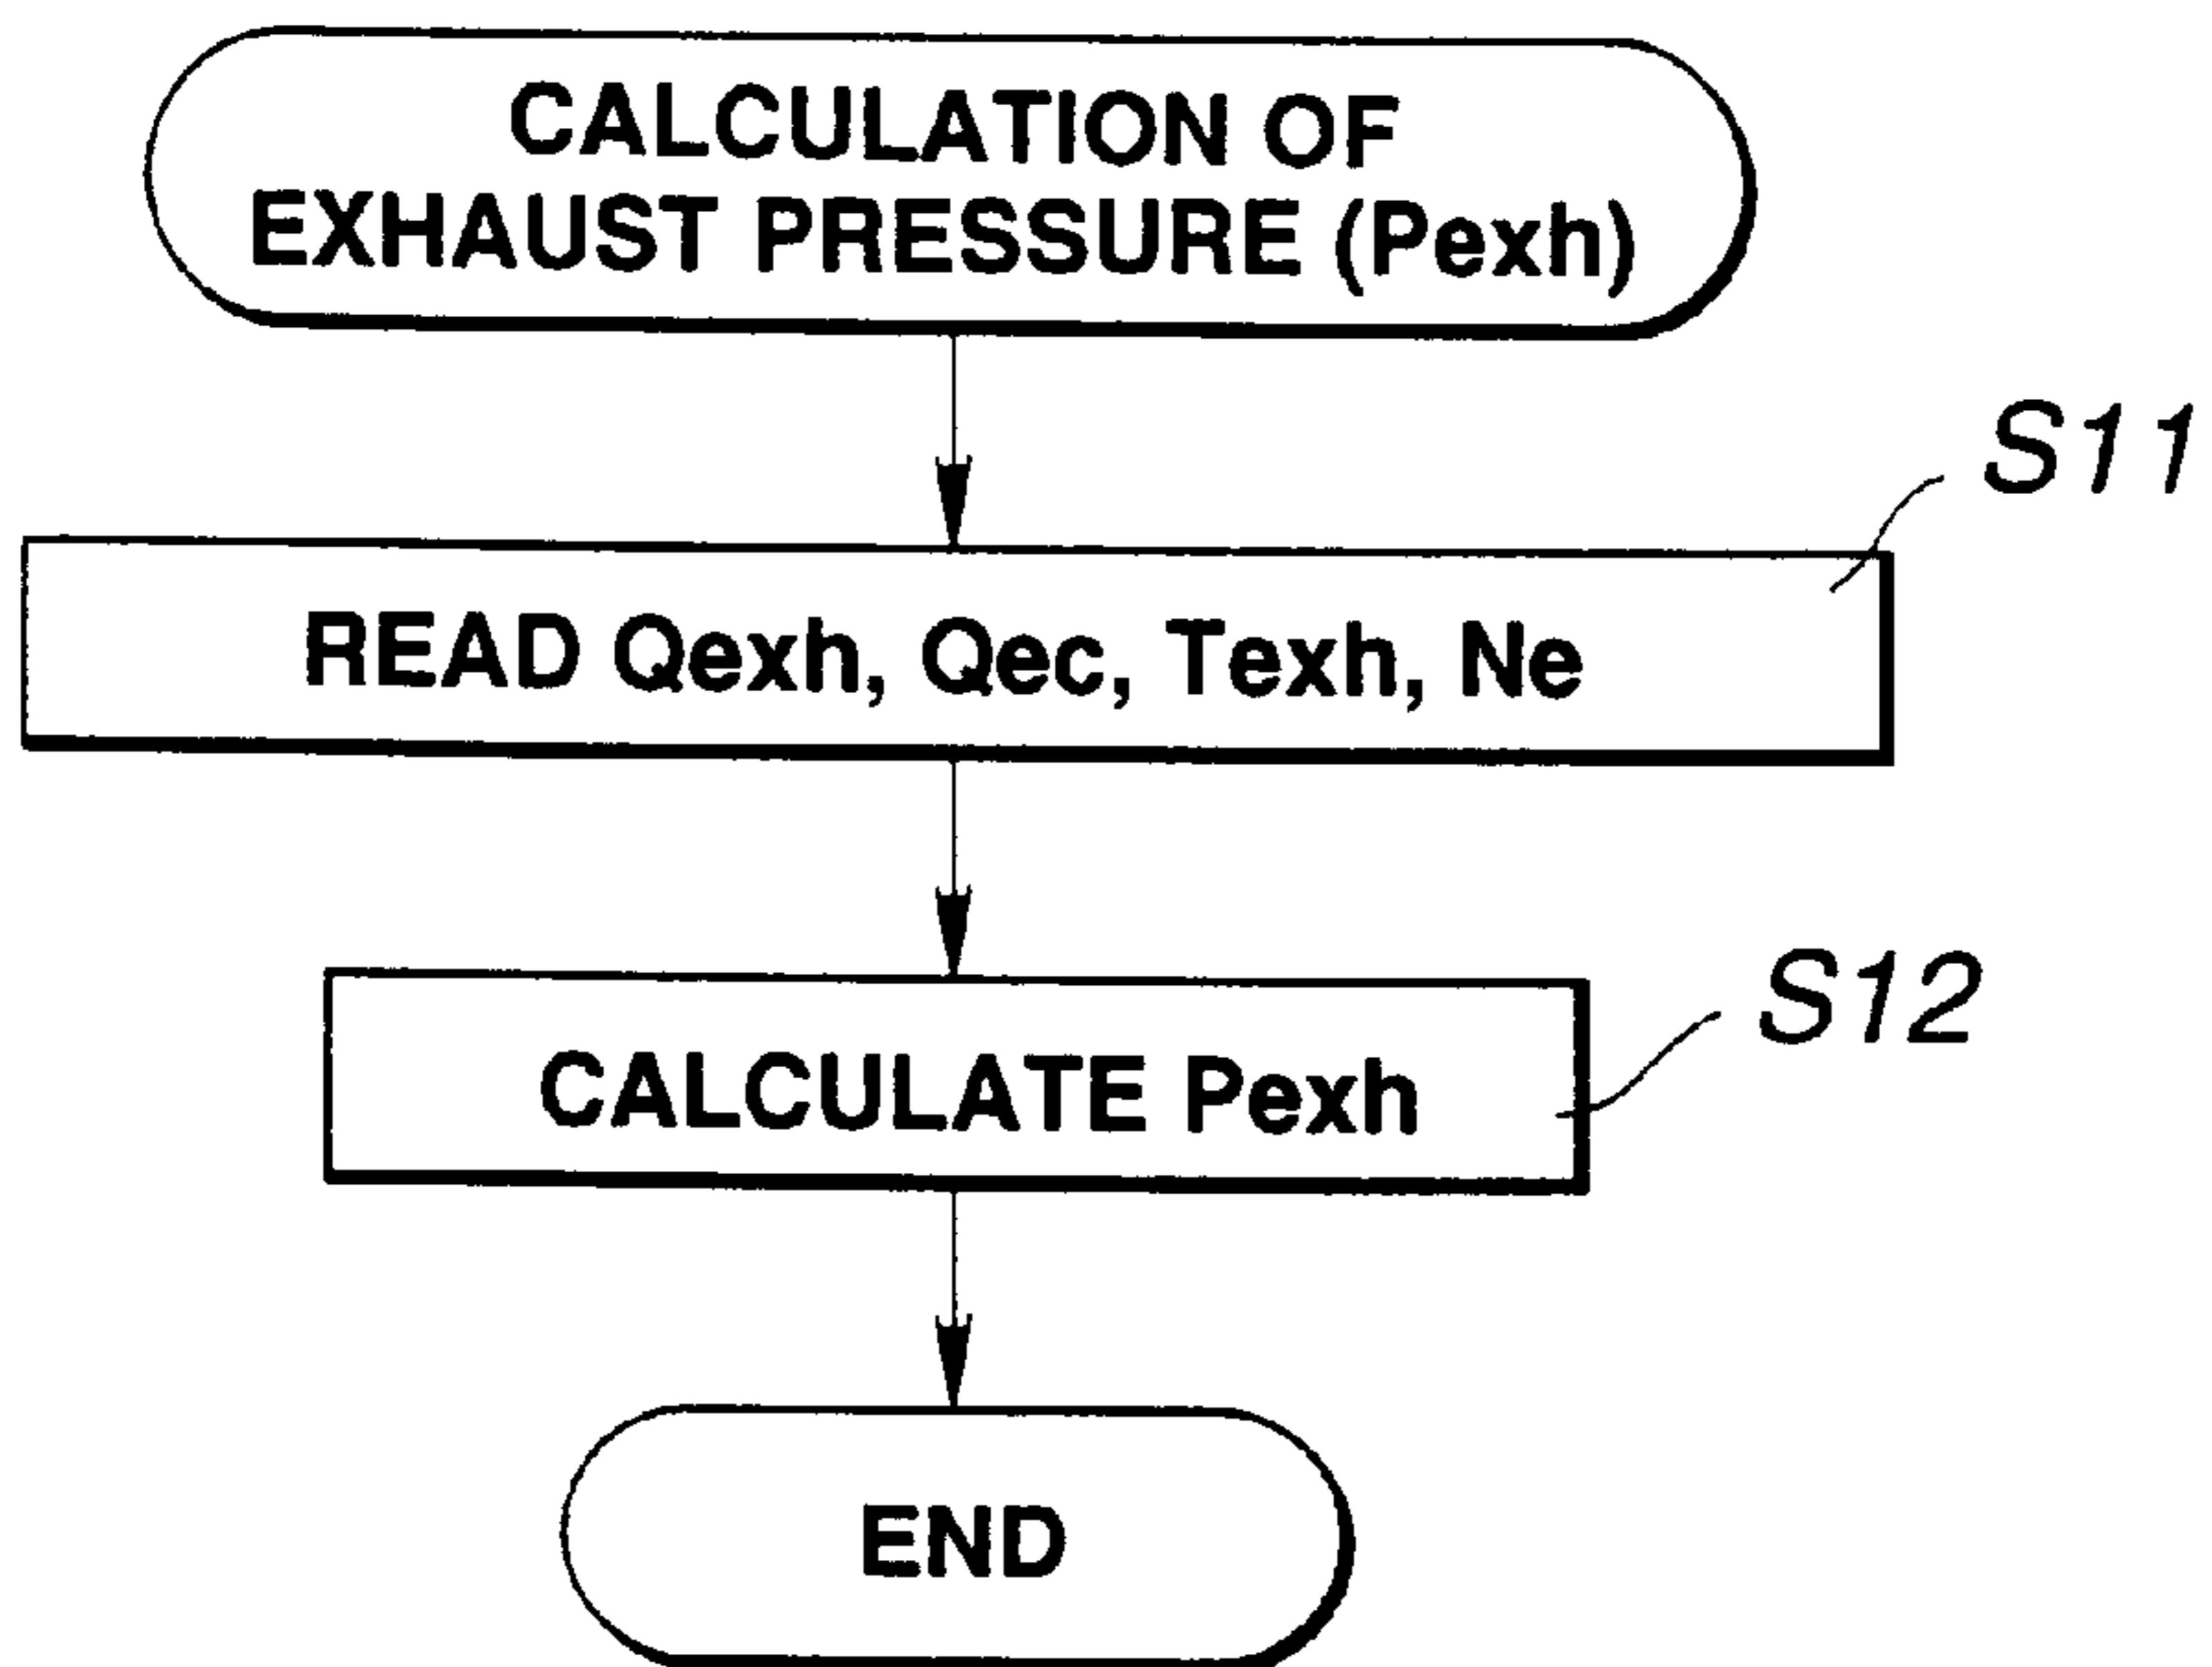 CALCULATION OF
EXHAUST PRESSURE (Pexh)
S11
READ Qexh, Qec, Texh, Ne
S12
CALCULATE Pexh
END